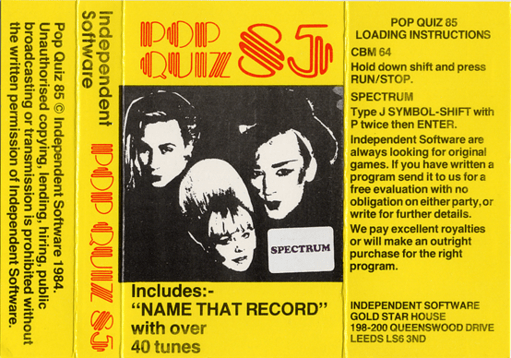 Pop Quiz 85 © Independent Software 1984.
Unauthorised copying, lending, hiring, public
broadcasting or transmission is prohibited without
the written permission of Independent Software.
Independent
Software
POP QUIZ 85
POP
QUIZ 85
SPECTRUM
Includes:-
"NAME THAT RECORD"
with over
40 tunes
POP QUIZ 85
LOADING INSTRUCTIONS
CBM 64
Hold down shift and press
RUN/STOP.
SPECTRUM
Type J SYMBOL-SHIFT with
P twice then ENTER.
Independent Software are
always looking for original
games. If you have written a
program send it to us for a
free evaluation with no
obligation on either party, or
write for further details.
We pay excellent royalties
or will make an outright
purchase for the right
program.
INDEPENDENT SOFTWARE
GOLD STAR HOUSE
198-200 QUEENSWOOD DRIVE
LEEDS LS6 3ND